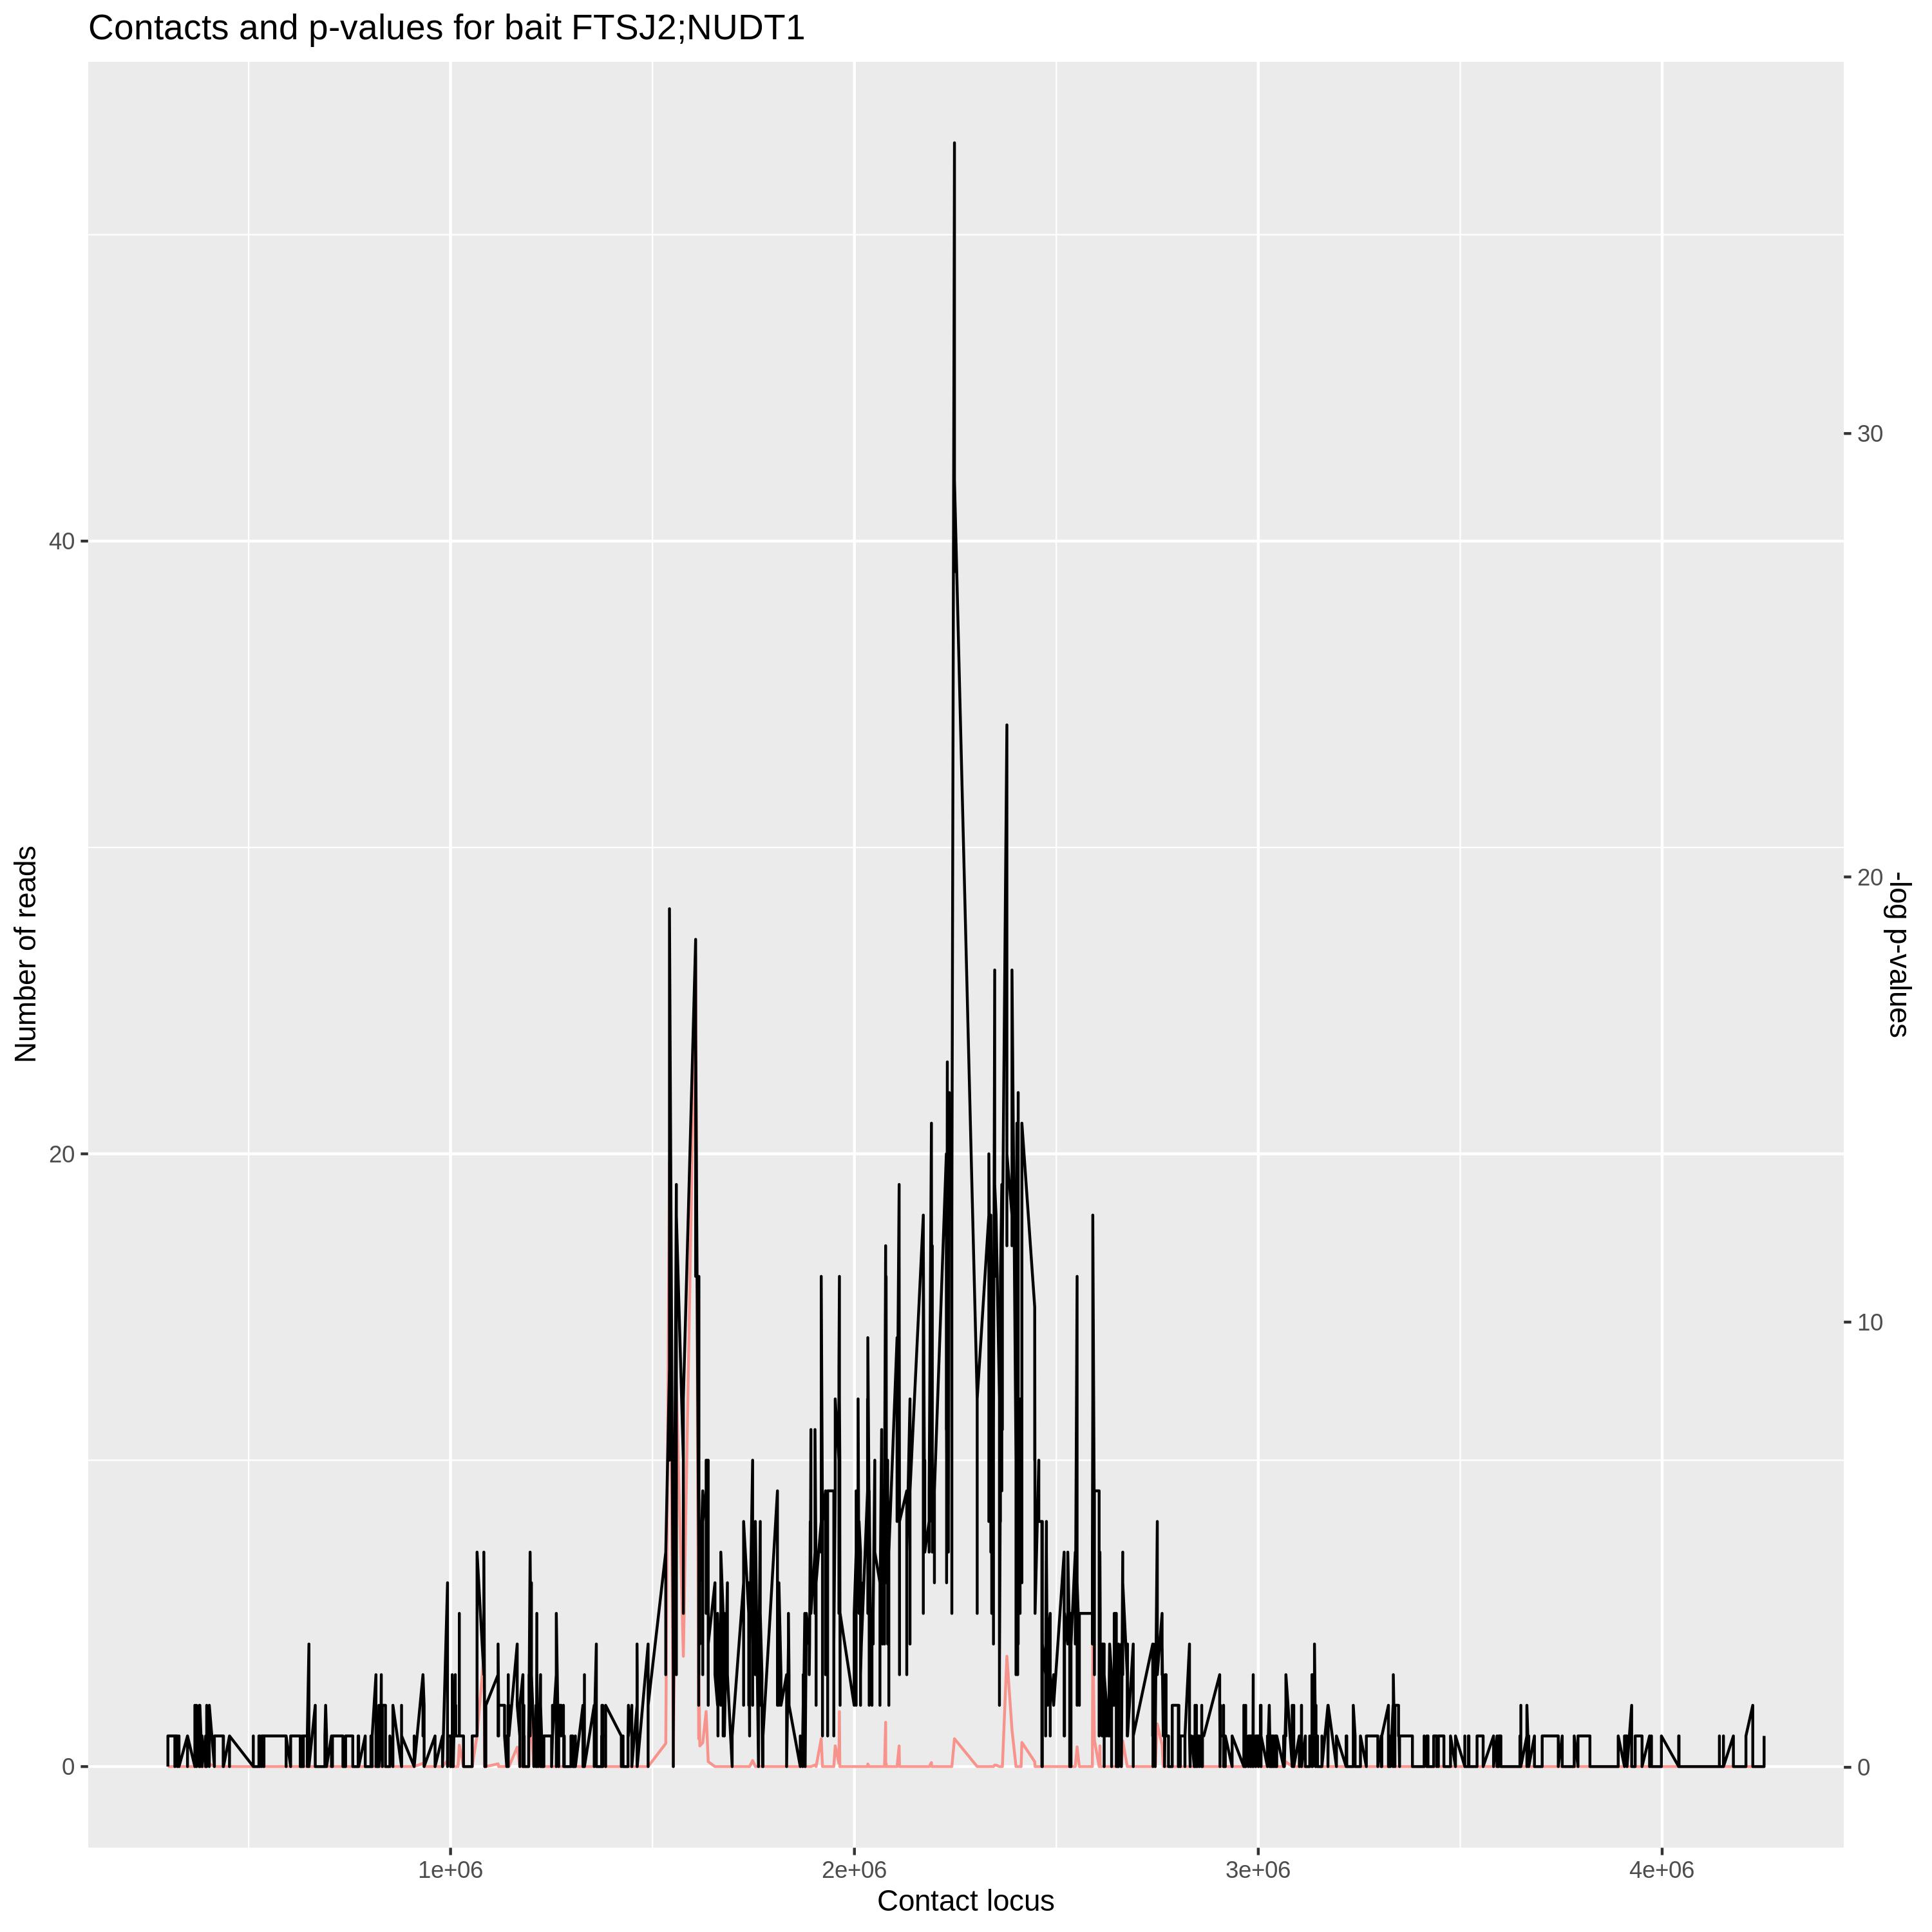 Contacts and p-values for bait FTSJ2;NUDT1
40
20
0
Number of reads
30
20
10
0
-log p-values
1e+06
2e+06
3e+06
4e+06
Contact locus